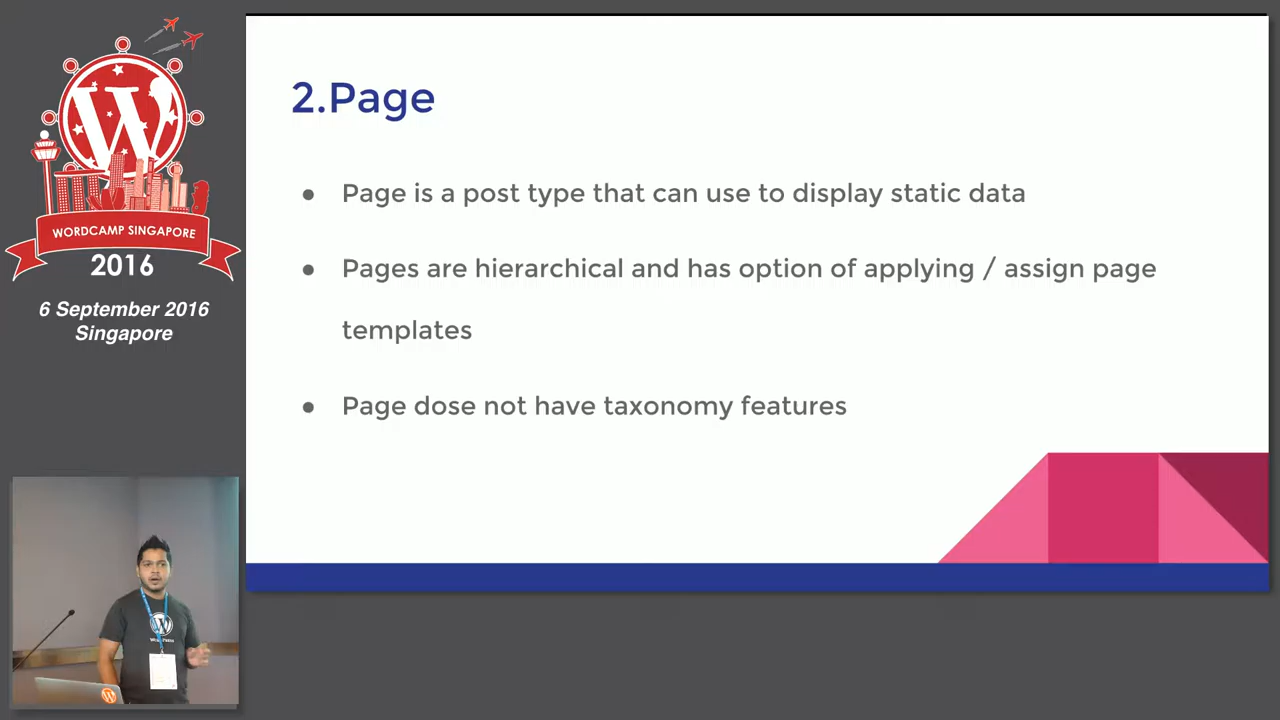 WORDCAMP SINGAPORE
2016
6 September 2016
Singapore
2.Page
● Page is a post type that can use to display static data
● Pages are hierarchical and has option of applying / assign page
templates
● Page dose not have taxonomy features